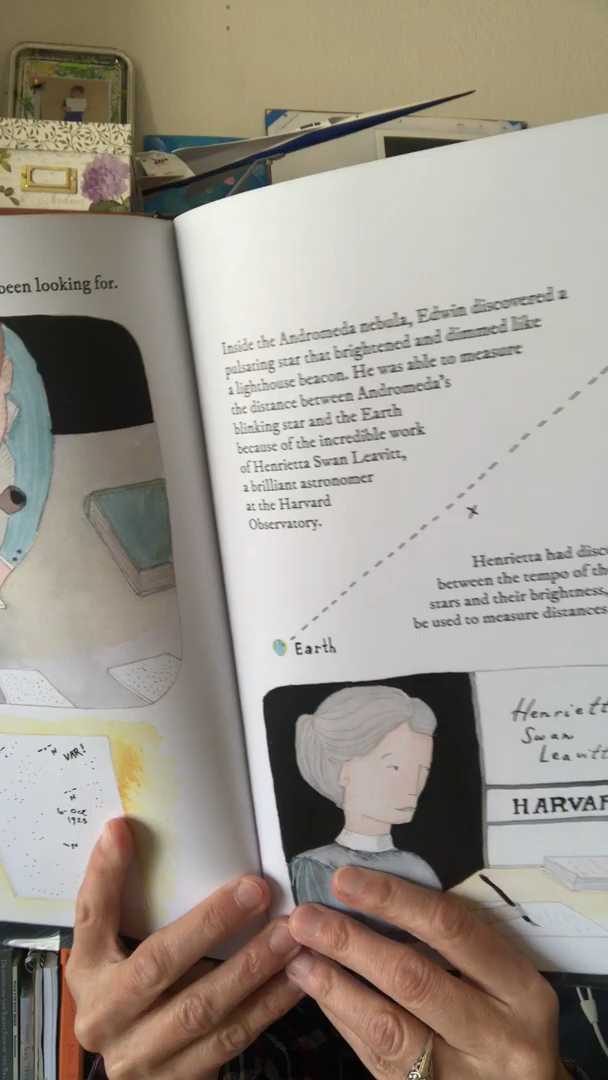 been looking for.
VAR!
N
6-Oct
1923
N
Inside the Andromeda nebula, Edwin discovered a
pulsating star that brightened and dimmed like
a lighthouse beacon. He was able to measure
the distance between Andromeda's
blinking star and the Earth
because of the incredible work
of Henrietta Swan Leavitt,
a brilliant astronomer
at the Harvard
Observatory.
x
Henrietta had disc
between the tempo of th
stars and their brightness,
be used to measure distances
Earth
Henriett
Swan
Leavitt
HARVAR